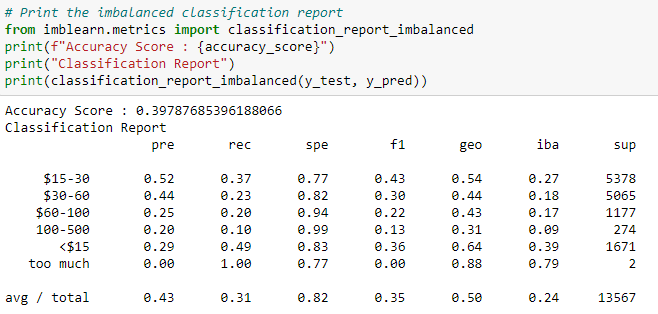 # Print the imbalanced classification report
from imblearn.metrics import classification_report_imbalanced
print(f"Accuracy Score : {accuracy_score}")
print("Classification Report")
print(classification_report_imbalanced(y_test, y_pred))
Accuracy Score : 0.39787685396188066
Classification Report
pre rec spe f1 geo iba sup
$15-30 0.52 0.37 0.77 0.43 0.54 0.27 5378
$30-60 0.44 0.23 0.82 0.30 0.44 0.18 5065
$60-100 0.25 0.20 0.94 0.22 0.43 0.17 1177
100-500 0.20 0.10 0.99 0.13 0.31 0.09 274
<$15 0.29 0.49 0.83 0.36 0.64 0.39 1671
too much 0.00 1.00 0.77 0.00 0.88 0.79 2
avg / total 0.43 0.31 0.82 0.35 0.50 0.24 13567